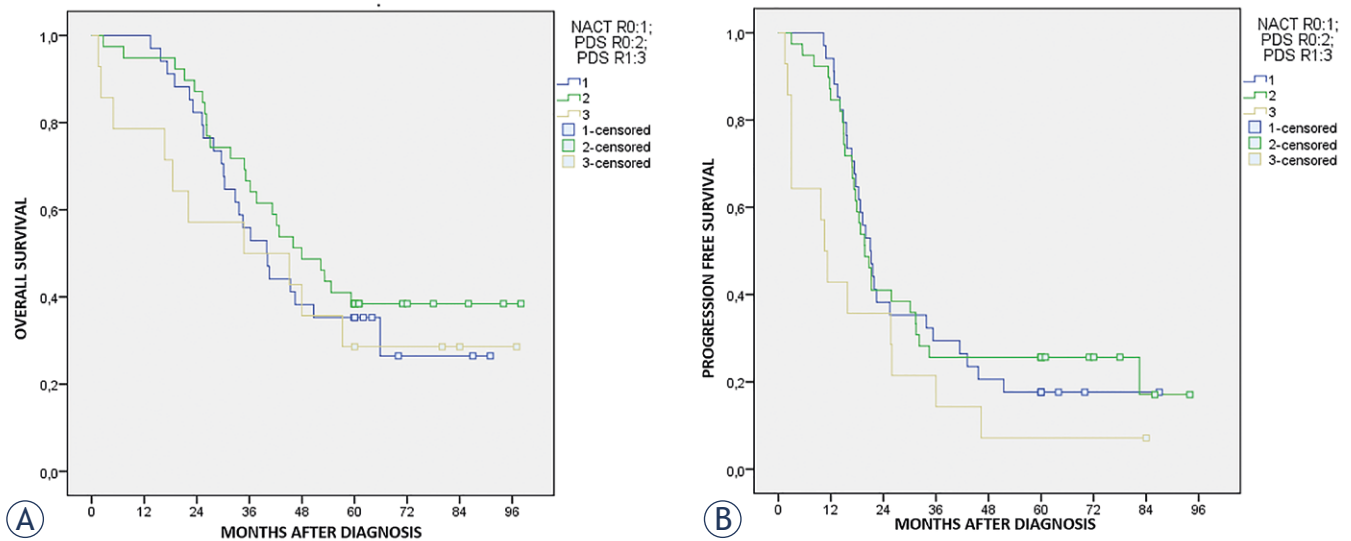 NACT R0:1;
PDS R0:2;
PDS R1:3
1
2
3
1-censored
2-censored
3-censored
OVERALL SURVIVAL
1,0
0,8
0,6
0,4
0,2
0,0
0 12 24 36 48 60 72 84 96
MONTHS AFTER DIAGNOSIS
A
NACT R0:1;
PDS R0:2;
PDS R1:3
1
2
3
1-censored
2-censored
3-censored
PROGRESSION FREE SURVIVAL
1,0
0,8
0,6
0,4
0,2
0,0
0 12 24 36 48 60 72 84 96
MONTHS AFTER DIAGNOSIS
B